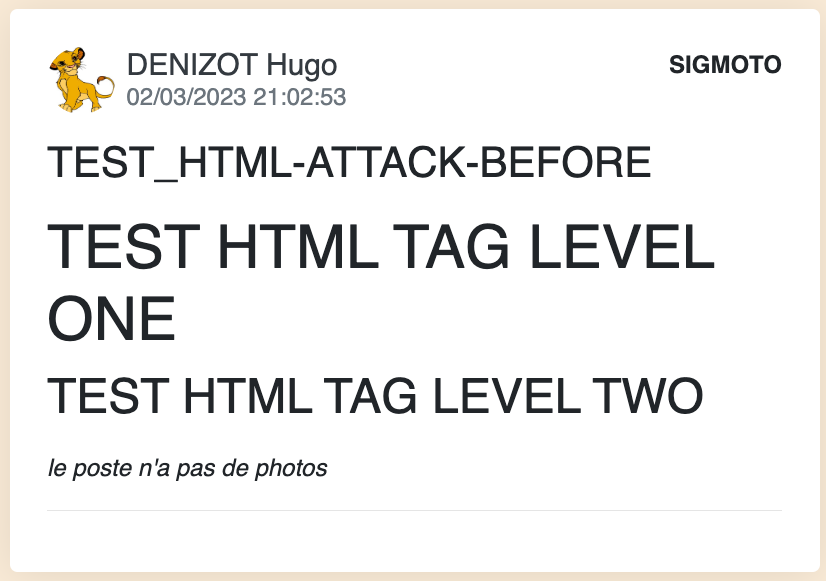 DENIZOT Hugo
SIGMOTO
02/03/2023 21:02:53
TEST_HTML-ATTACK-BEFORE
TEST HTML TAG LEVEL
ONE
TEST HTML TAG LEVEL TWO
le poste n'a pas de photos